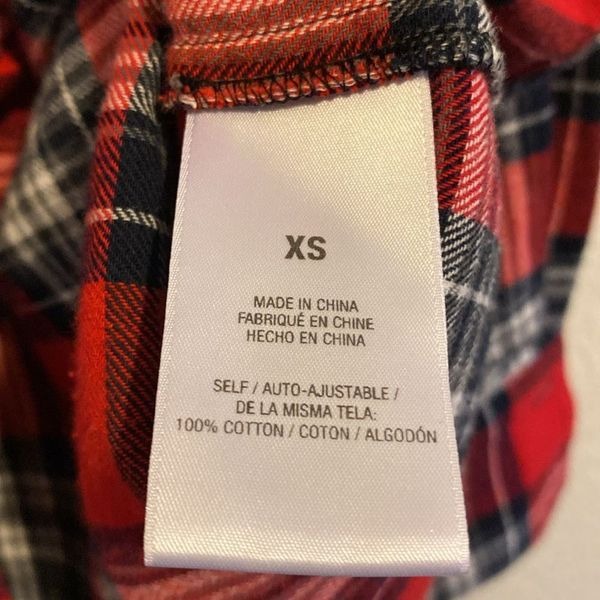 XS
MADE IN CHINA
FABRIQUÉ EN CHINE
HECHO EN CHINA
SELF / AUTO-AJUSTABLE /
DE LA MISMA TELA:
100% COTTON / COTON / ALGODÓN